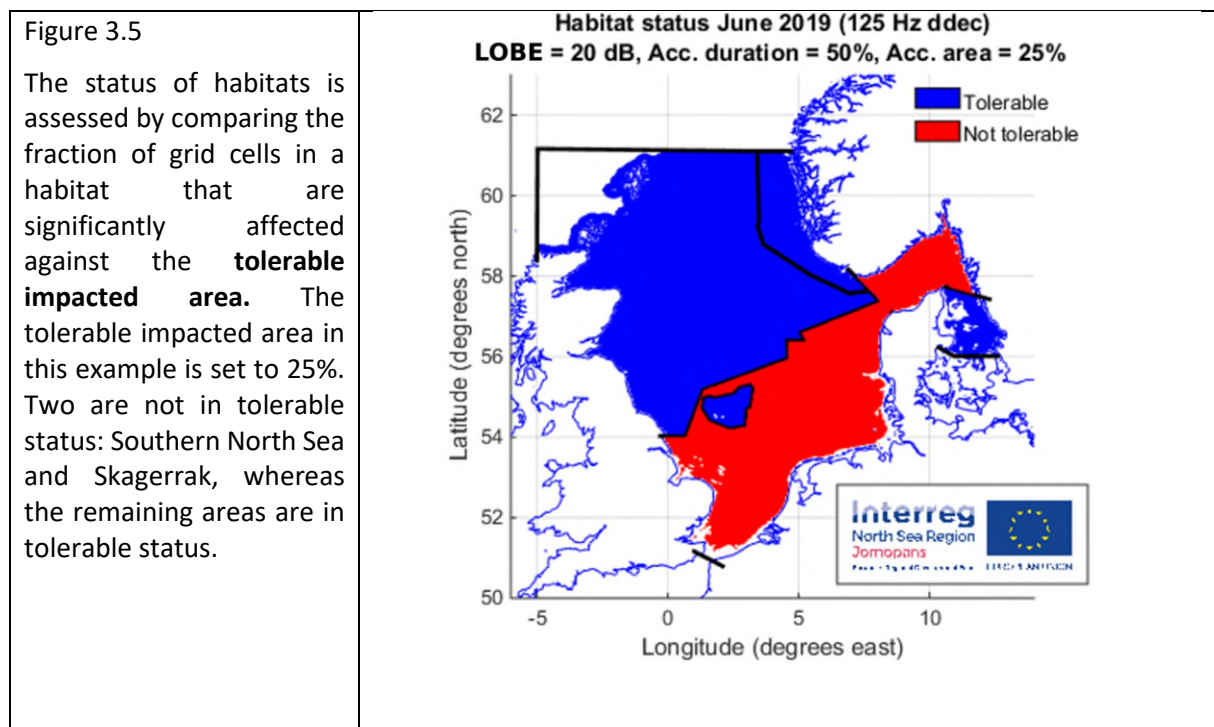 Figure 3.5
The status of habitats is
assessed by comparing the
fraction of grid cells in a
habitat that are
significantly affected
against the tolerable
impacted area. The
tolerable impacted area in
this example is set to 25%.
Two are not in tolerable
status: Southern North Sea
and Skagerrak, whereas
the remaining areas are in
tolerable status.
Habitat status June 2019 (125 Hz ddec)
LOBE = 20 dB, Acc. duration = 50%, Acc. area = 25%
Tolerable
Not tolerable
Latitude (degrees north)
62
60
58
56
54
52
50
-5
0
5
10
Longitude (degrees east)
Interreg
North Sea Region
Jomopans
EUROPEAN UNION